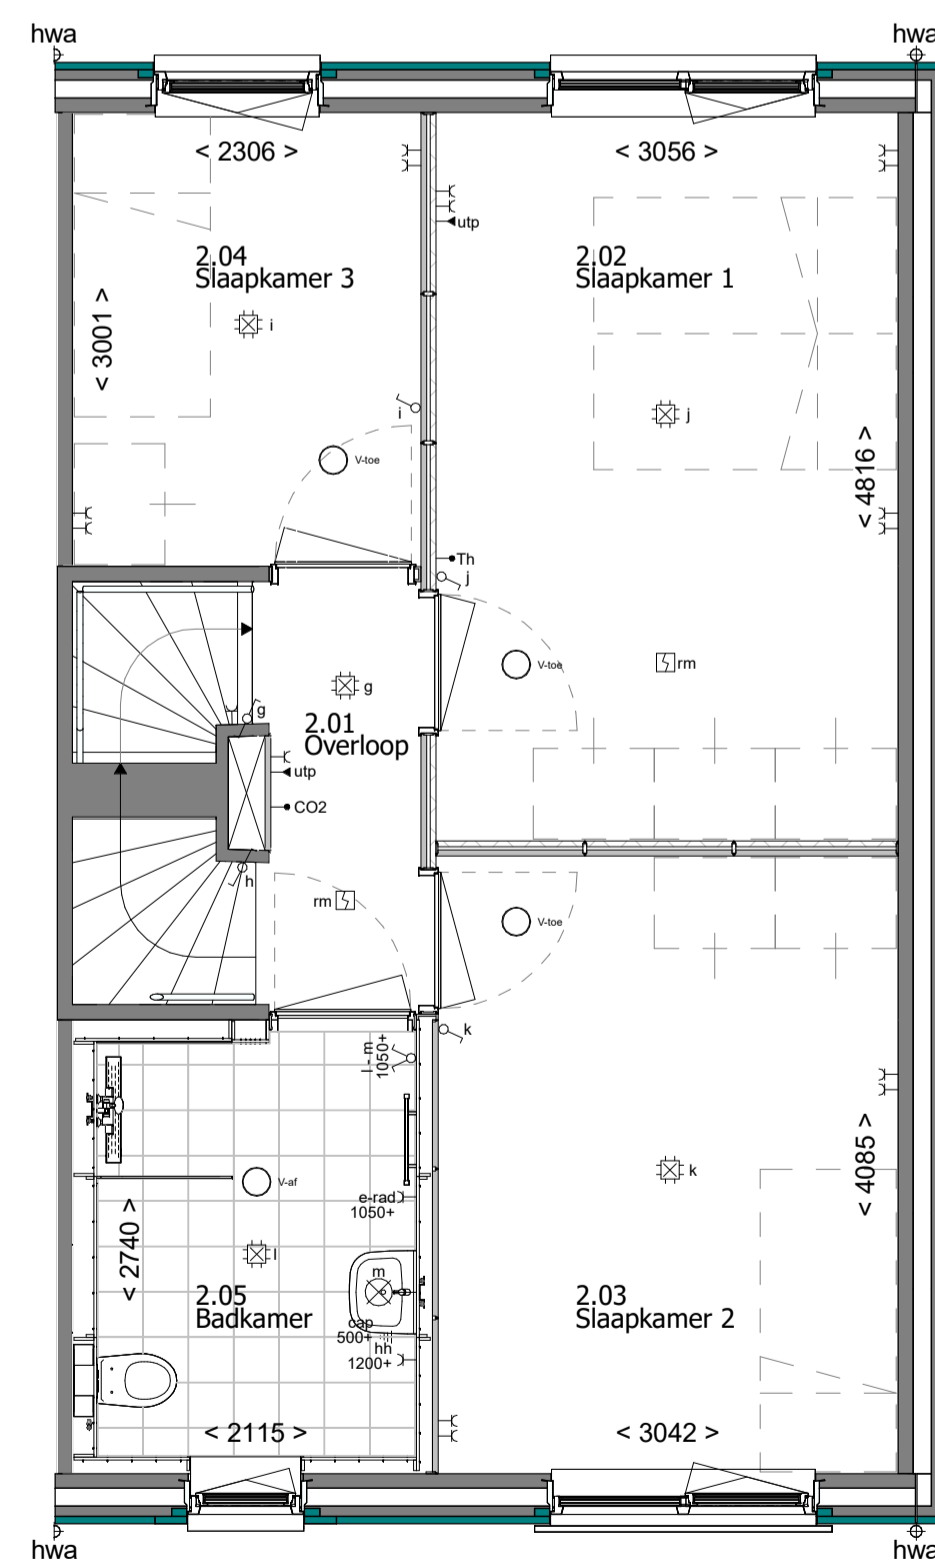 hwa
hwa
< 2306 >
< 3056 >
utp
2.04
Slaapkamer 3
2.02
Slaapkamer 1
< 3001 >
i
j
i
< 4816 >
V-toe
Th
j
V-toe
rm
g
g
2.01
Overloop
utp
CO2
h
rm
V-toe
k
l - m
1050+
k
< 4085 >
V-af
e-rad
1050+
< 2740 >
l
m
2.05
Badkamer
2.03
Slaapkamer 2
cap
500+
hh
1200+
< 2115 >
< 3042 >
hwa
hwa